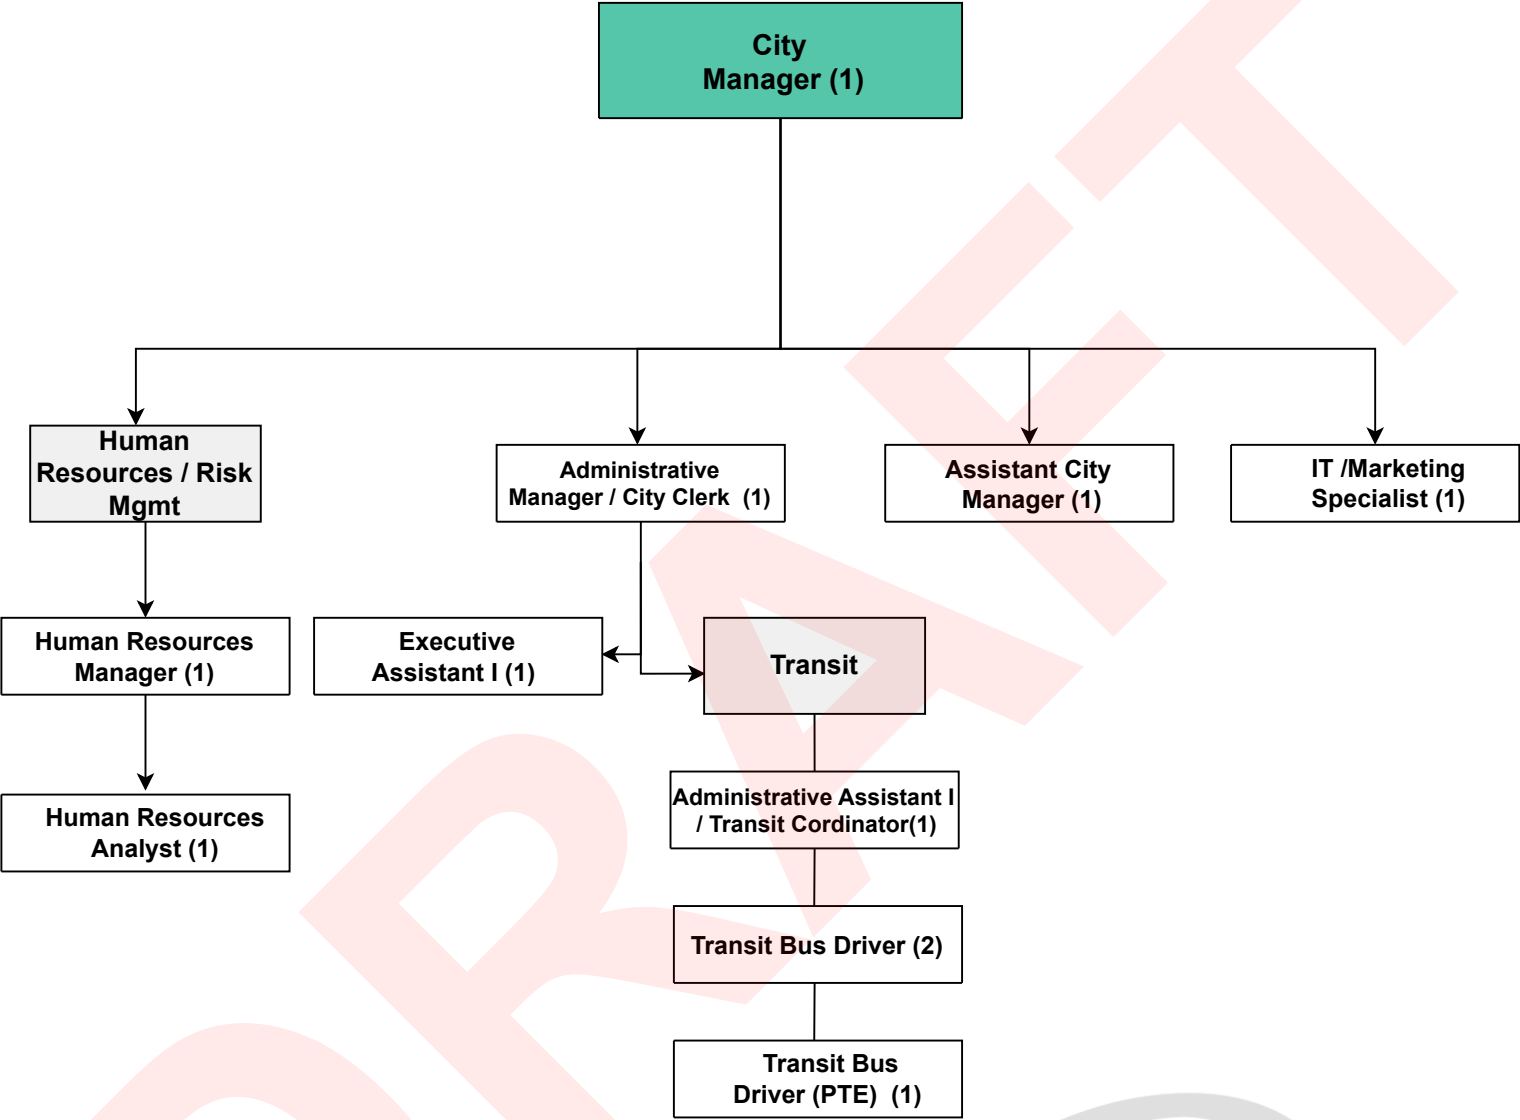 City
Manager (1)
Human
Resources / Risk
Mgmt
Administrative
Manager / City Clerk (1)
Assistant City
Manager (1)
IT /Marketing
Specialist (1)
Human Resources
Manager (1)
Executive
Assistant I (1)
Transit
Human Resources
Analyst (1)
Administrative Assistant I
/ Transit Cordinator(1)
Transit Bus Driver (2)
Transit Bus
Driver (PTE) (1)
DRAFT